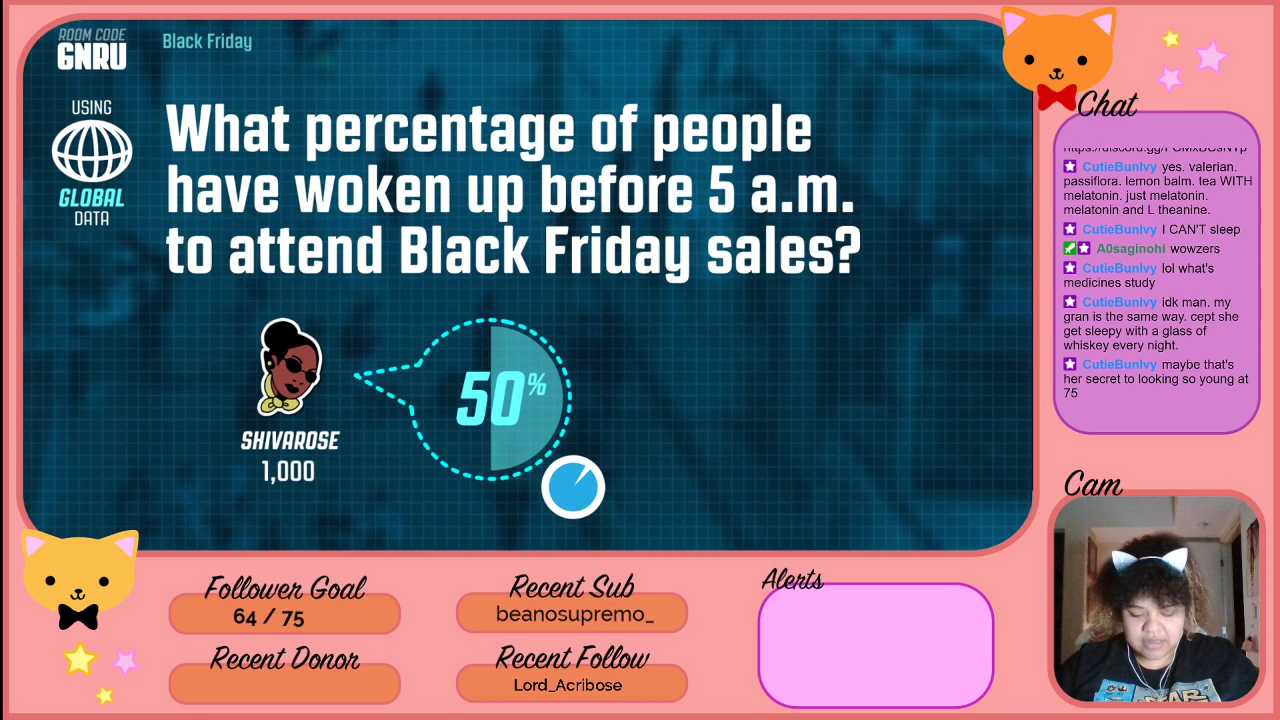 ROOM CODE
6NRU
Black Friday
USING
GLOBAL
DATA
What percentage of people
have woken up before 5 a.m.
to attend Black Friday sales?
50%
SHIVAROSE
1,000
Chat
CutieBunIvy yes. valerian.
passiflora. lemon balm. tea WITH
melatonin. just melatonin.
melatonin and L theanine.
CutieBunIvy I CAN'T sleep
A0saginohi wowzers
CutieBunIvy lol what's
medicines study
CutieBunIvy idk man. my
gran is the same way. cept she
get sleepy with a glass of
whiskey every night.
CutieBunIvy maybe that's
her secret to looking so young at
75
Cam
Follower Goal
64 / 75
Recent Sub
beanosupremo_
Alerts
Recent Donor
Recent Follow
Lord_Acribose